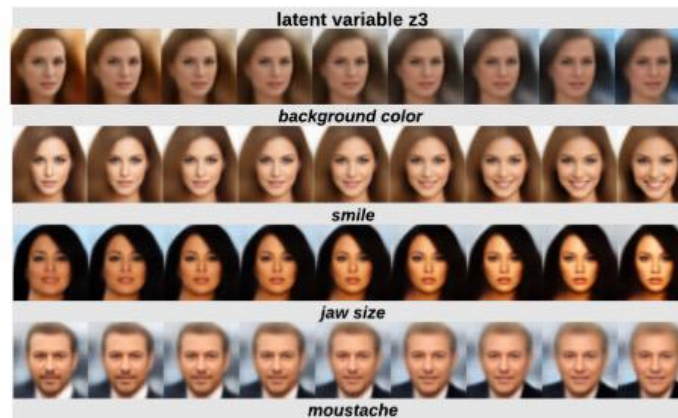 latent variable z3
background color
smile
jaw size
moustache